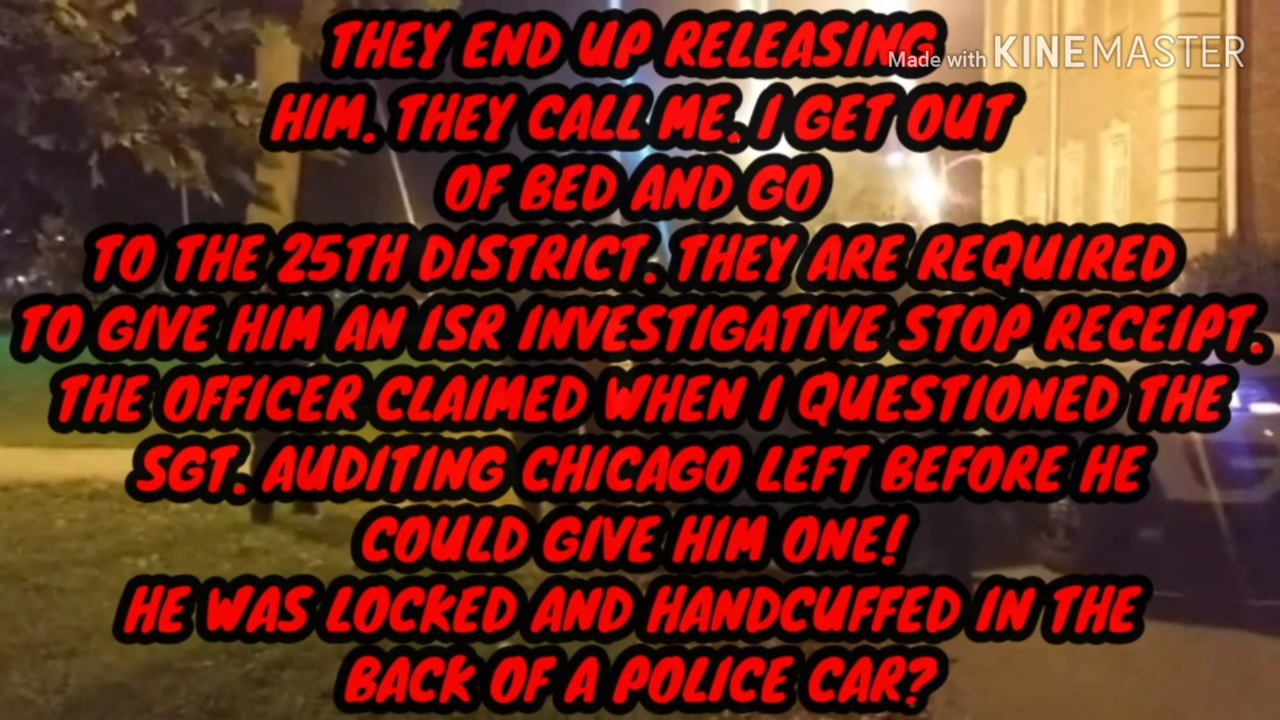 THEY END UP RELEASING
Made with KINEMASTER
HIM. THEY CALL ME. I GET OUT
OF BED AND GO
TO THE 25TH DISTRICT. THEY ARE REQUIRED
TO GIVE HIM AN ISR INVESTIGATIVE STOP RECEIPT.
THE OFFICER CLAIMED WHEN I QUESTIONED THE
SGT. AUDITING CHICAGO LEFT BEFORE HE
COULD GIVE HIM ONE!
HE WAS LOCKED AND HANDCUFFED IN THE
BACK OF A POLICE CAR?